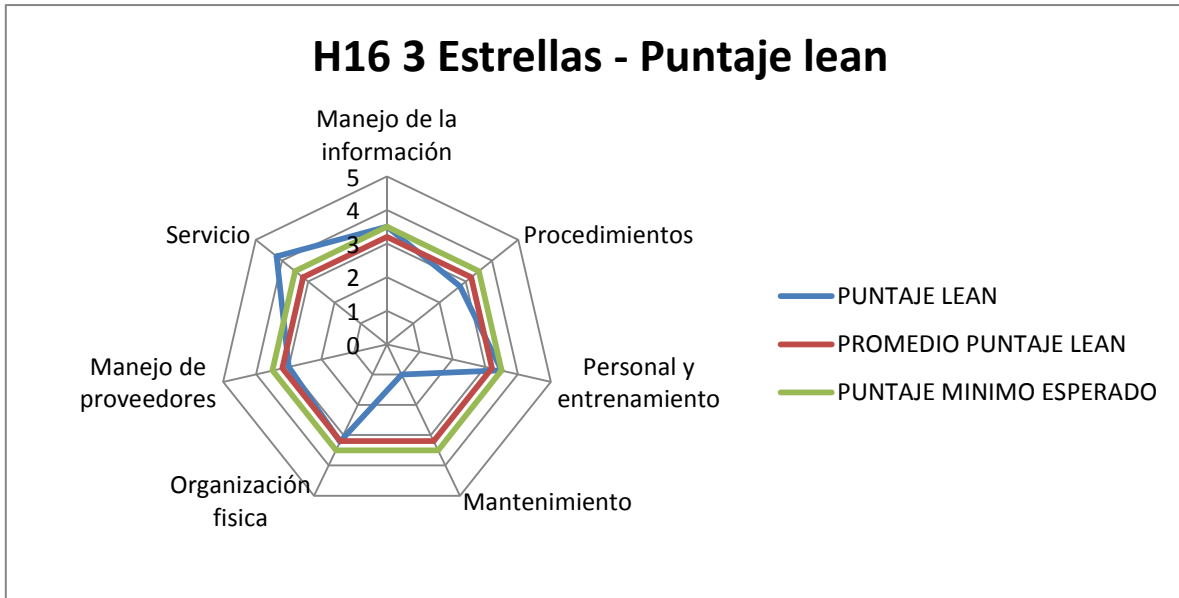 H16 3 Estrellas - Puntaje lean
Manejo de la
información
5
4
3
2
1
0
Servicio
Procedimientos
Manejo de
proveedores
Personal y
entrenamiento
Organización
fisica
Mantenimiento
PUNTAJE LEAN
PROMEDIO PUNTAJE LEAN
PUNTAJE MINIMO ESPERADO